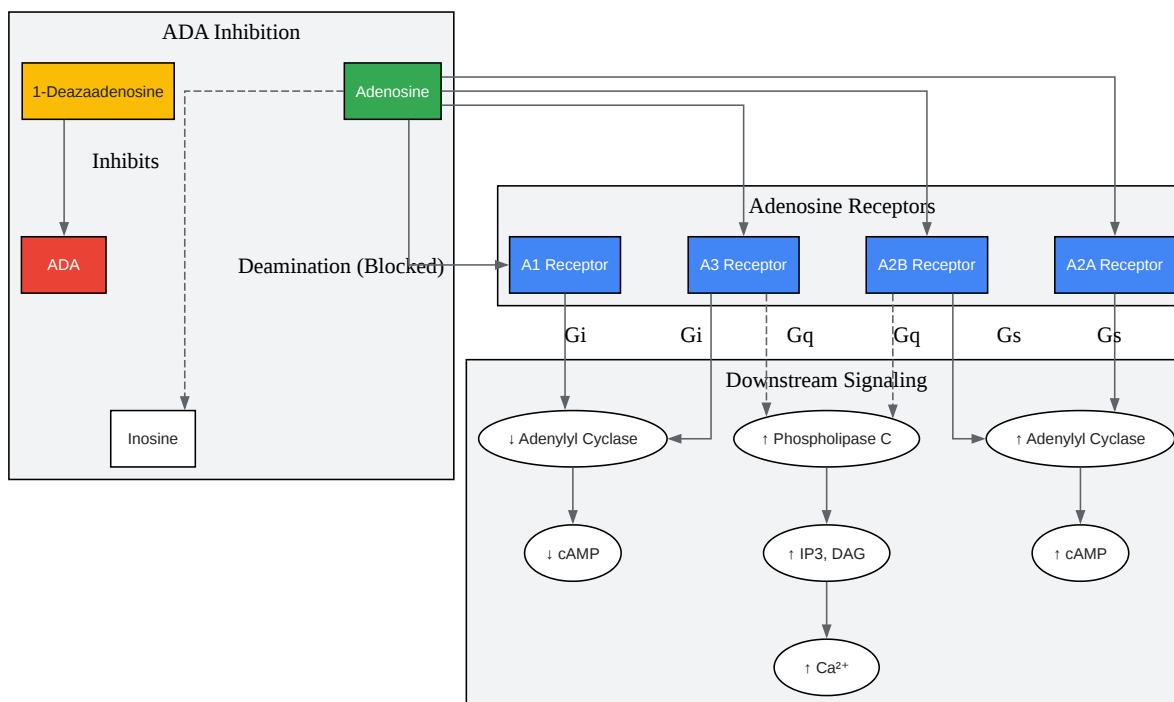 ADA Inhibition
1-Deazaadenosine
Adenosine
Inhibits
ADA
Deamination (Blocked)
Inosine
Adenosine Receptors
A1 Receptor
A3 Receptor
A2B Receptor
A2A Receptor
Gi
Gi
Gq
Gq
Gs
Gs
Downstream Signaling
↓ Adenylyl Cyclase
↑ Phospholipase C
↑ Adenylyl Cyclase
↓ cAMP
↑ IP3, DAG
↑ cAMP
↑ Ca²⁺